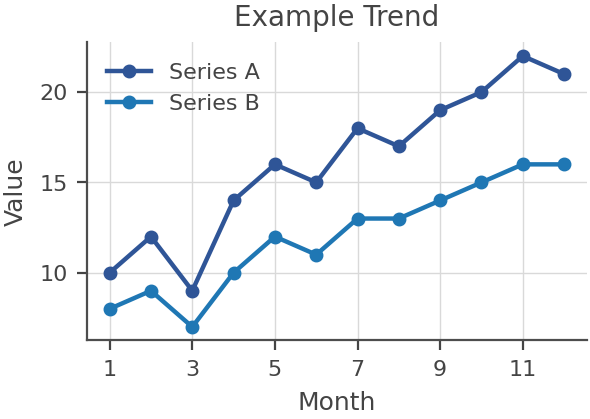 Example Trend
Series A
Series B
20
15
10
Value
1 3 5 7 9 11
Month